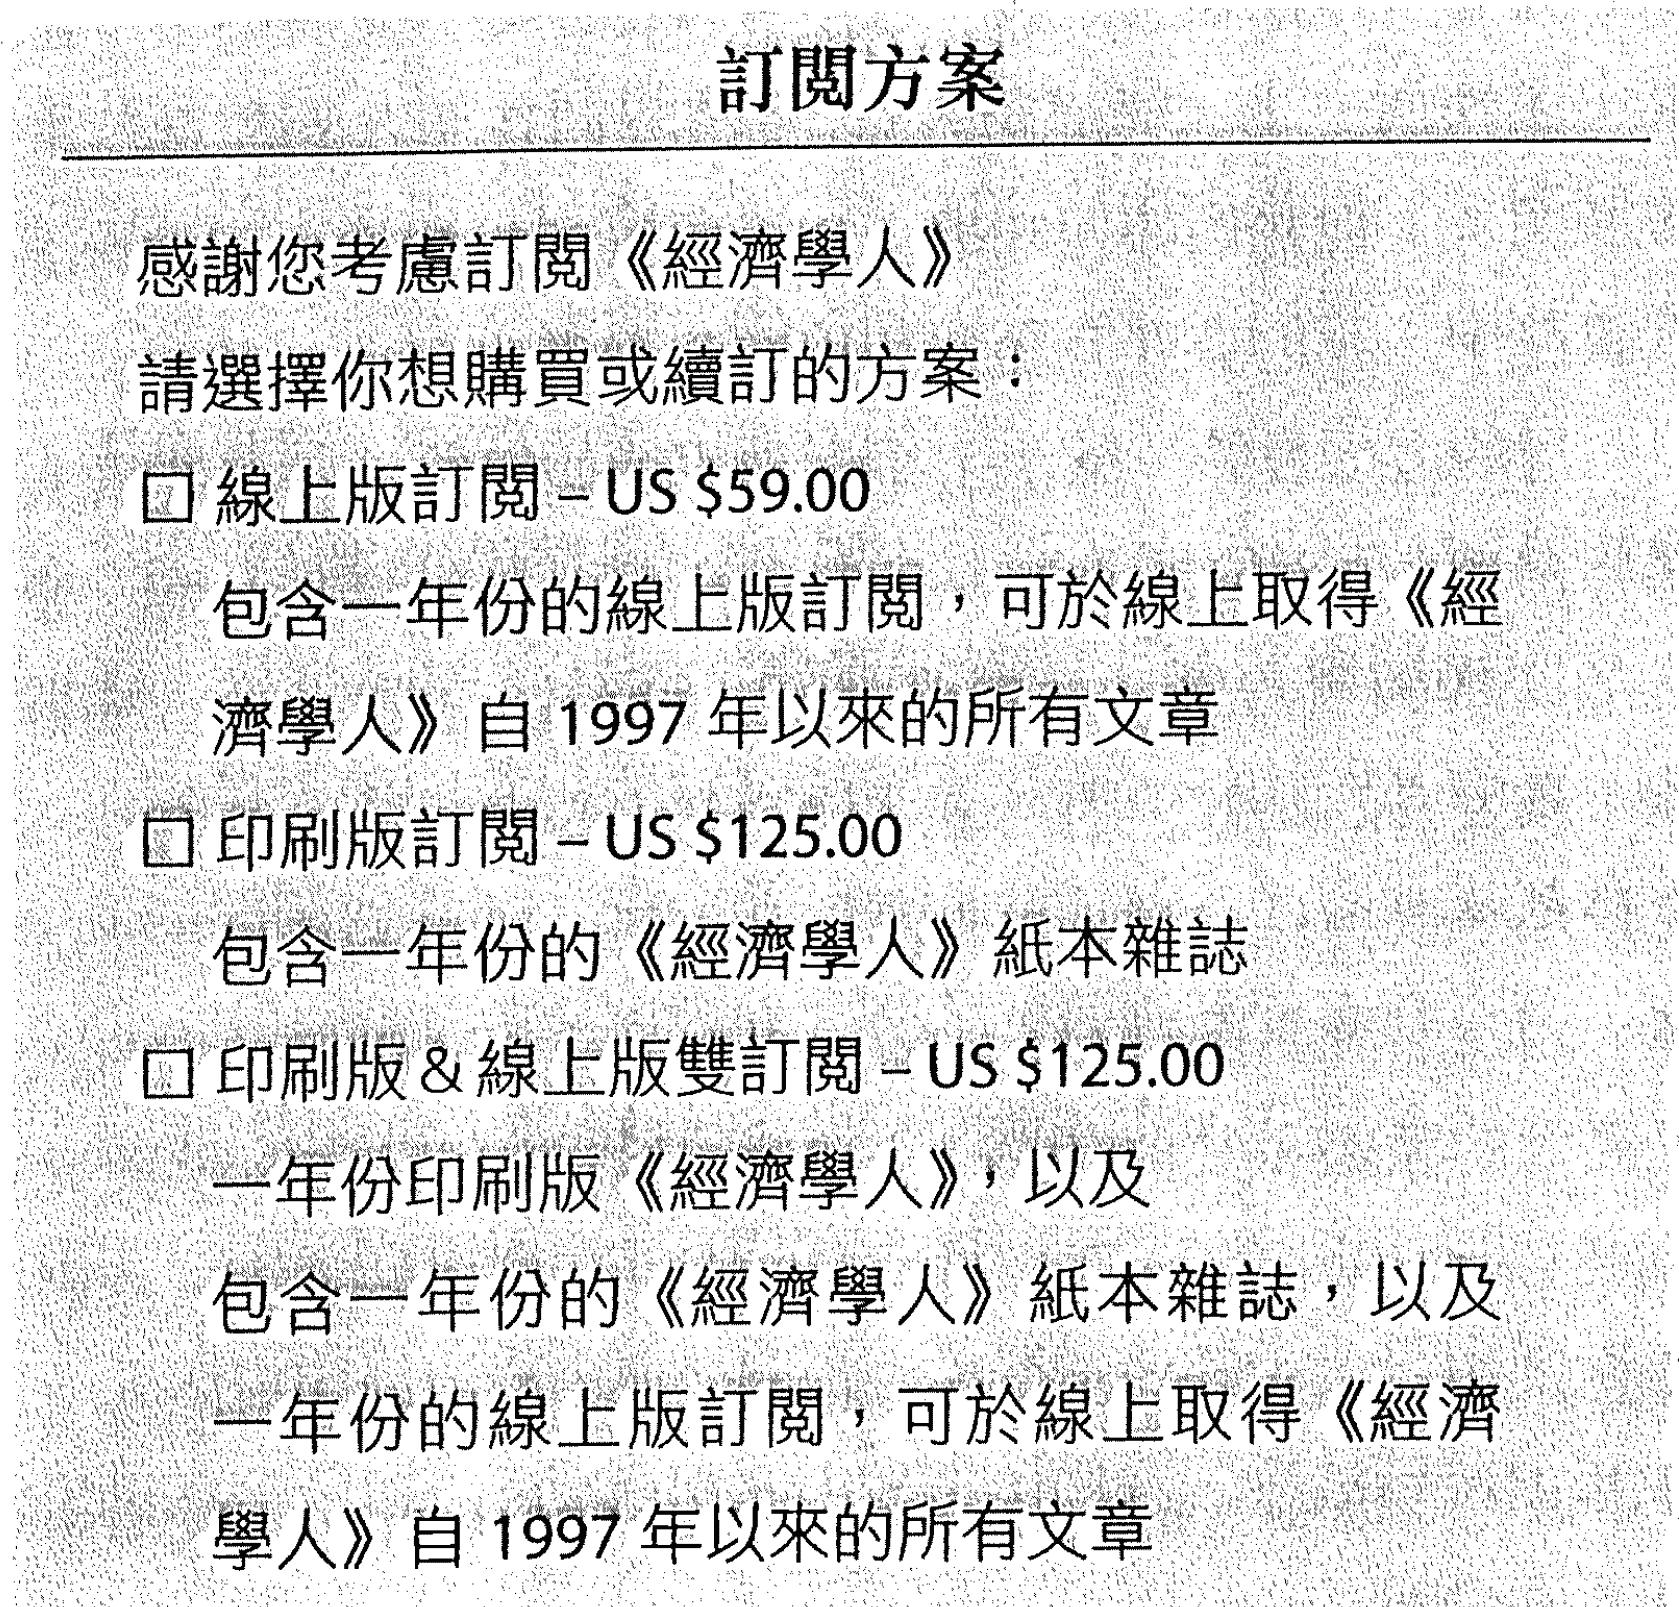 訂閱方案
感謝您考慮訂閱《經濟學人》
請選擇你想購買或續訂的方案：
□ 線上版訂閱 – US $59.00
包含一年份的線上版訂閱，可於線上取得《經
濟學人》自 1997 年以來的所有文章
□ 印刷版訂閱 – US $125.00
包含一年份的《經濟學人》紙本雜誌
□ 印刷版 & 線上版雙訂閱 – US $125.00
一年份印刷版《經濟學人》，以及
包含一年份的《經濟學人》紙本雜誌，以及
一年份的線上版訂閱，可於線上取得《經濟
學人》自 1997 年以來的所有文章